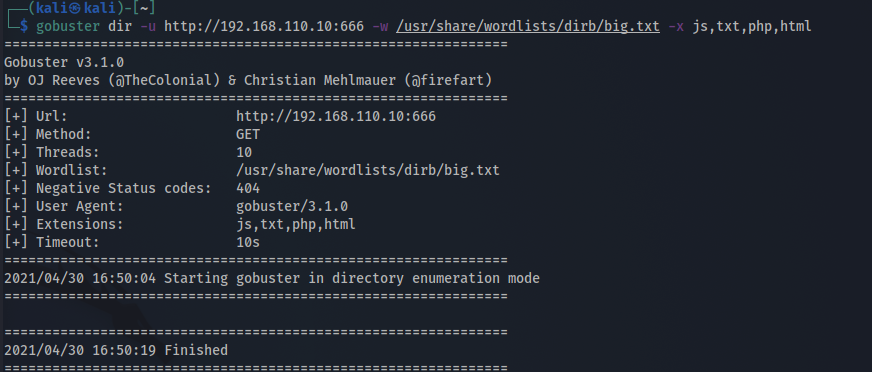 ┌──(kali㉿kali)-[~]
└─$ gobuster dir -u http://192.168.110.10:666 -w /usr/share/wordlists/dirb/big.txt -x js,txt,php,html
===============================================================
Gobuster v3.1.0
by OJ Reeves (@TheColonial) & Christian Mehlmauer (@firefart)
===============================================================
[+] Url:                     http://192.168.110.10:666
[+] Method:                  GET
[+] Threads:                 10
[+] Wordlist:                /usr/share/wordlists/dirb/big.txt
[+] Negative Status codes:   404
[+] User Agent:              gobuster/3.1.0
[+] Extensions:              js,txt,php,html
[+] Timeout:                 10s
===============================================================
2021/04/30 16:50:04 Starting gobuster in directory enumeration mode
===============================================================
===============================================================
2021/04/30 16:50:19 Finished
===============================================================